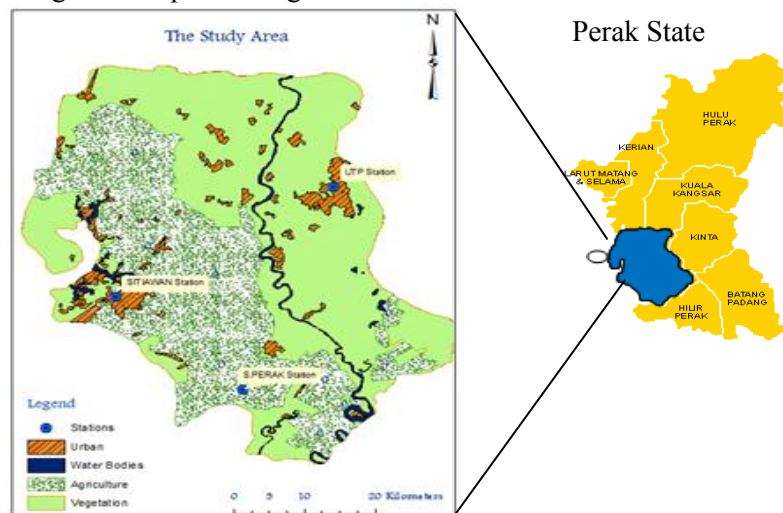 The Study Area
N
UTP Station
SITIAWAN Station
S.PERAK Station
Legend
Stations
Urban
Water Bodies
Agriculture
Vegetation
0 5 10 20 Kilometers
Perak State
HULU
PERAK
KERIAN
LARUT MATANG
& SELAMA
KUALA
KANGSAR
KINTA
BATANG
PADANG
HILIR
PERAK